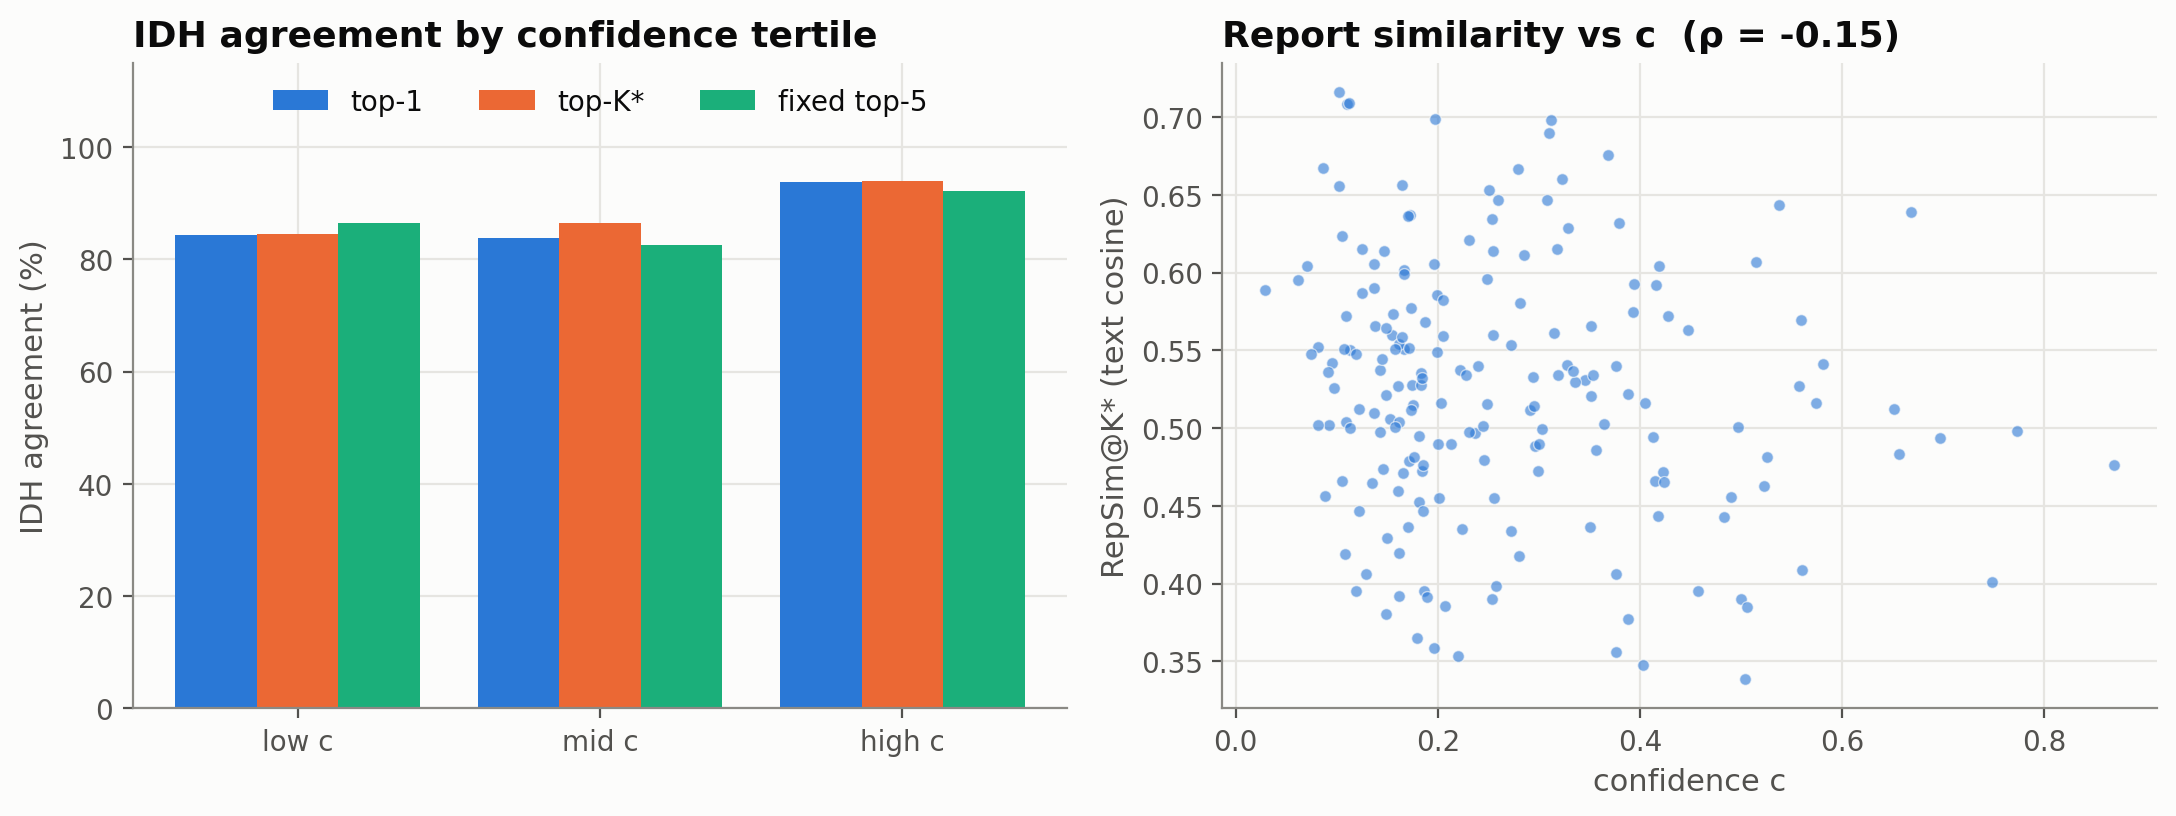 IDH agreement by confidence tertile
top-1
top-K*
fixed top-5
IDH agreement (%)
100
80
60
40
20
0
low c
mid c
high c
Report similarity vs c (ρ = -0.15)
RepSim@K* (text cosine)
0.70
0.65
0.60
0.55
0.50
0.45
0.40
0.35
0.0
0.2
0.4
0.6
0.8
confidence c